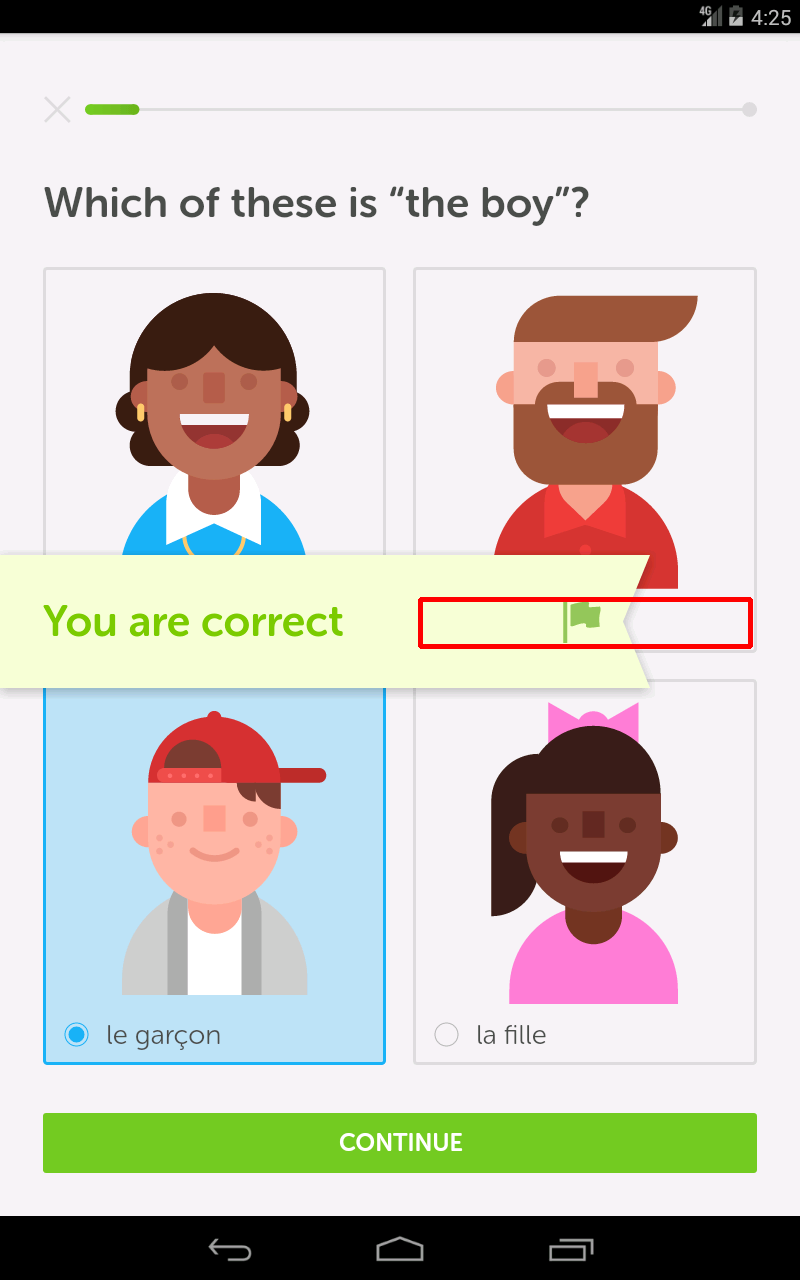 4G 4:25
Which of these is “the boy”?
You are correct
le garçon
la fille
CONTINUE